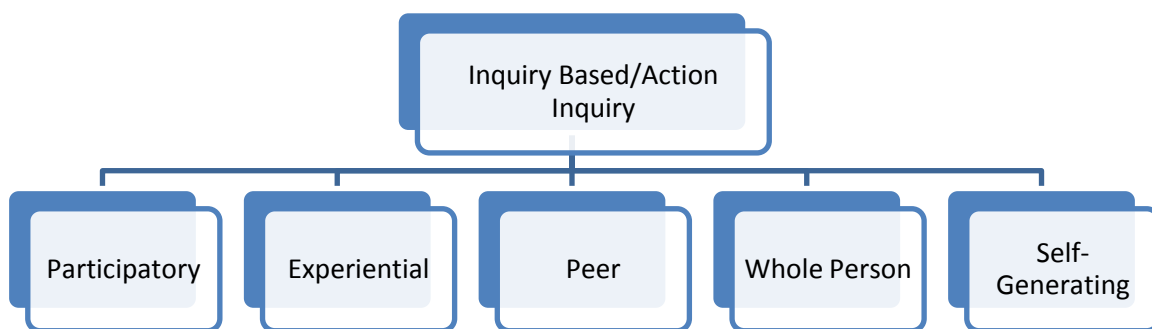 Inquiry Based/Action
Inquiry
Participatory
Experiential
Peer
Whole Person
Self-
Generating